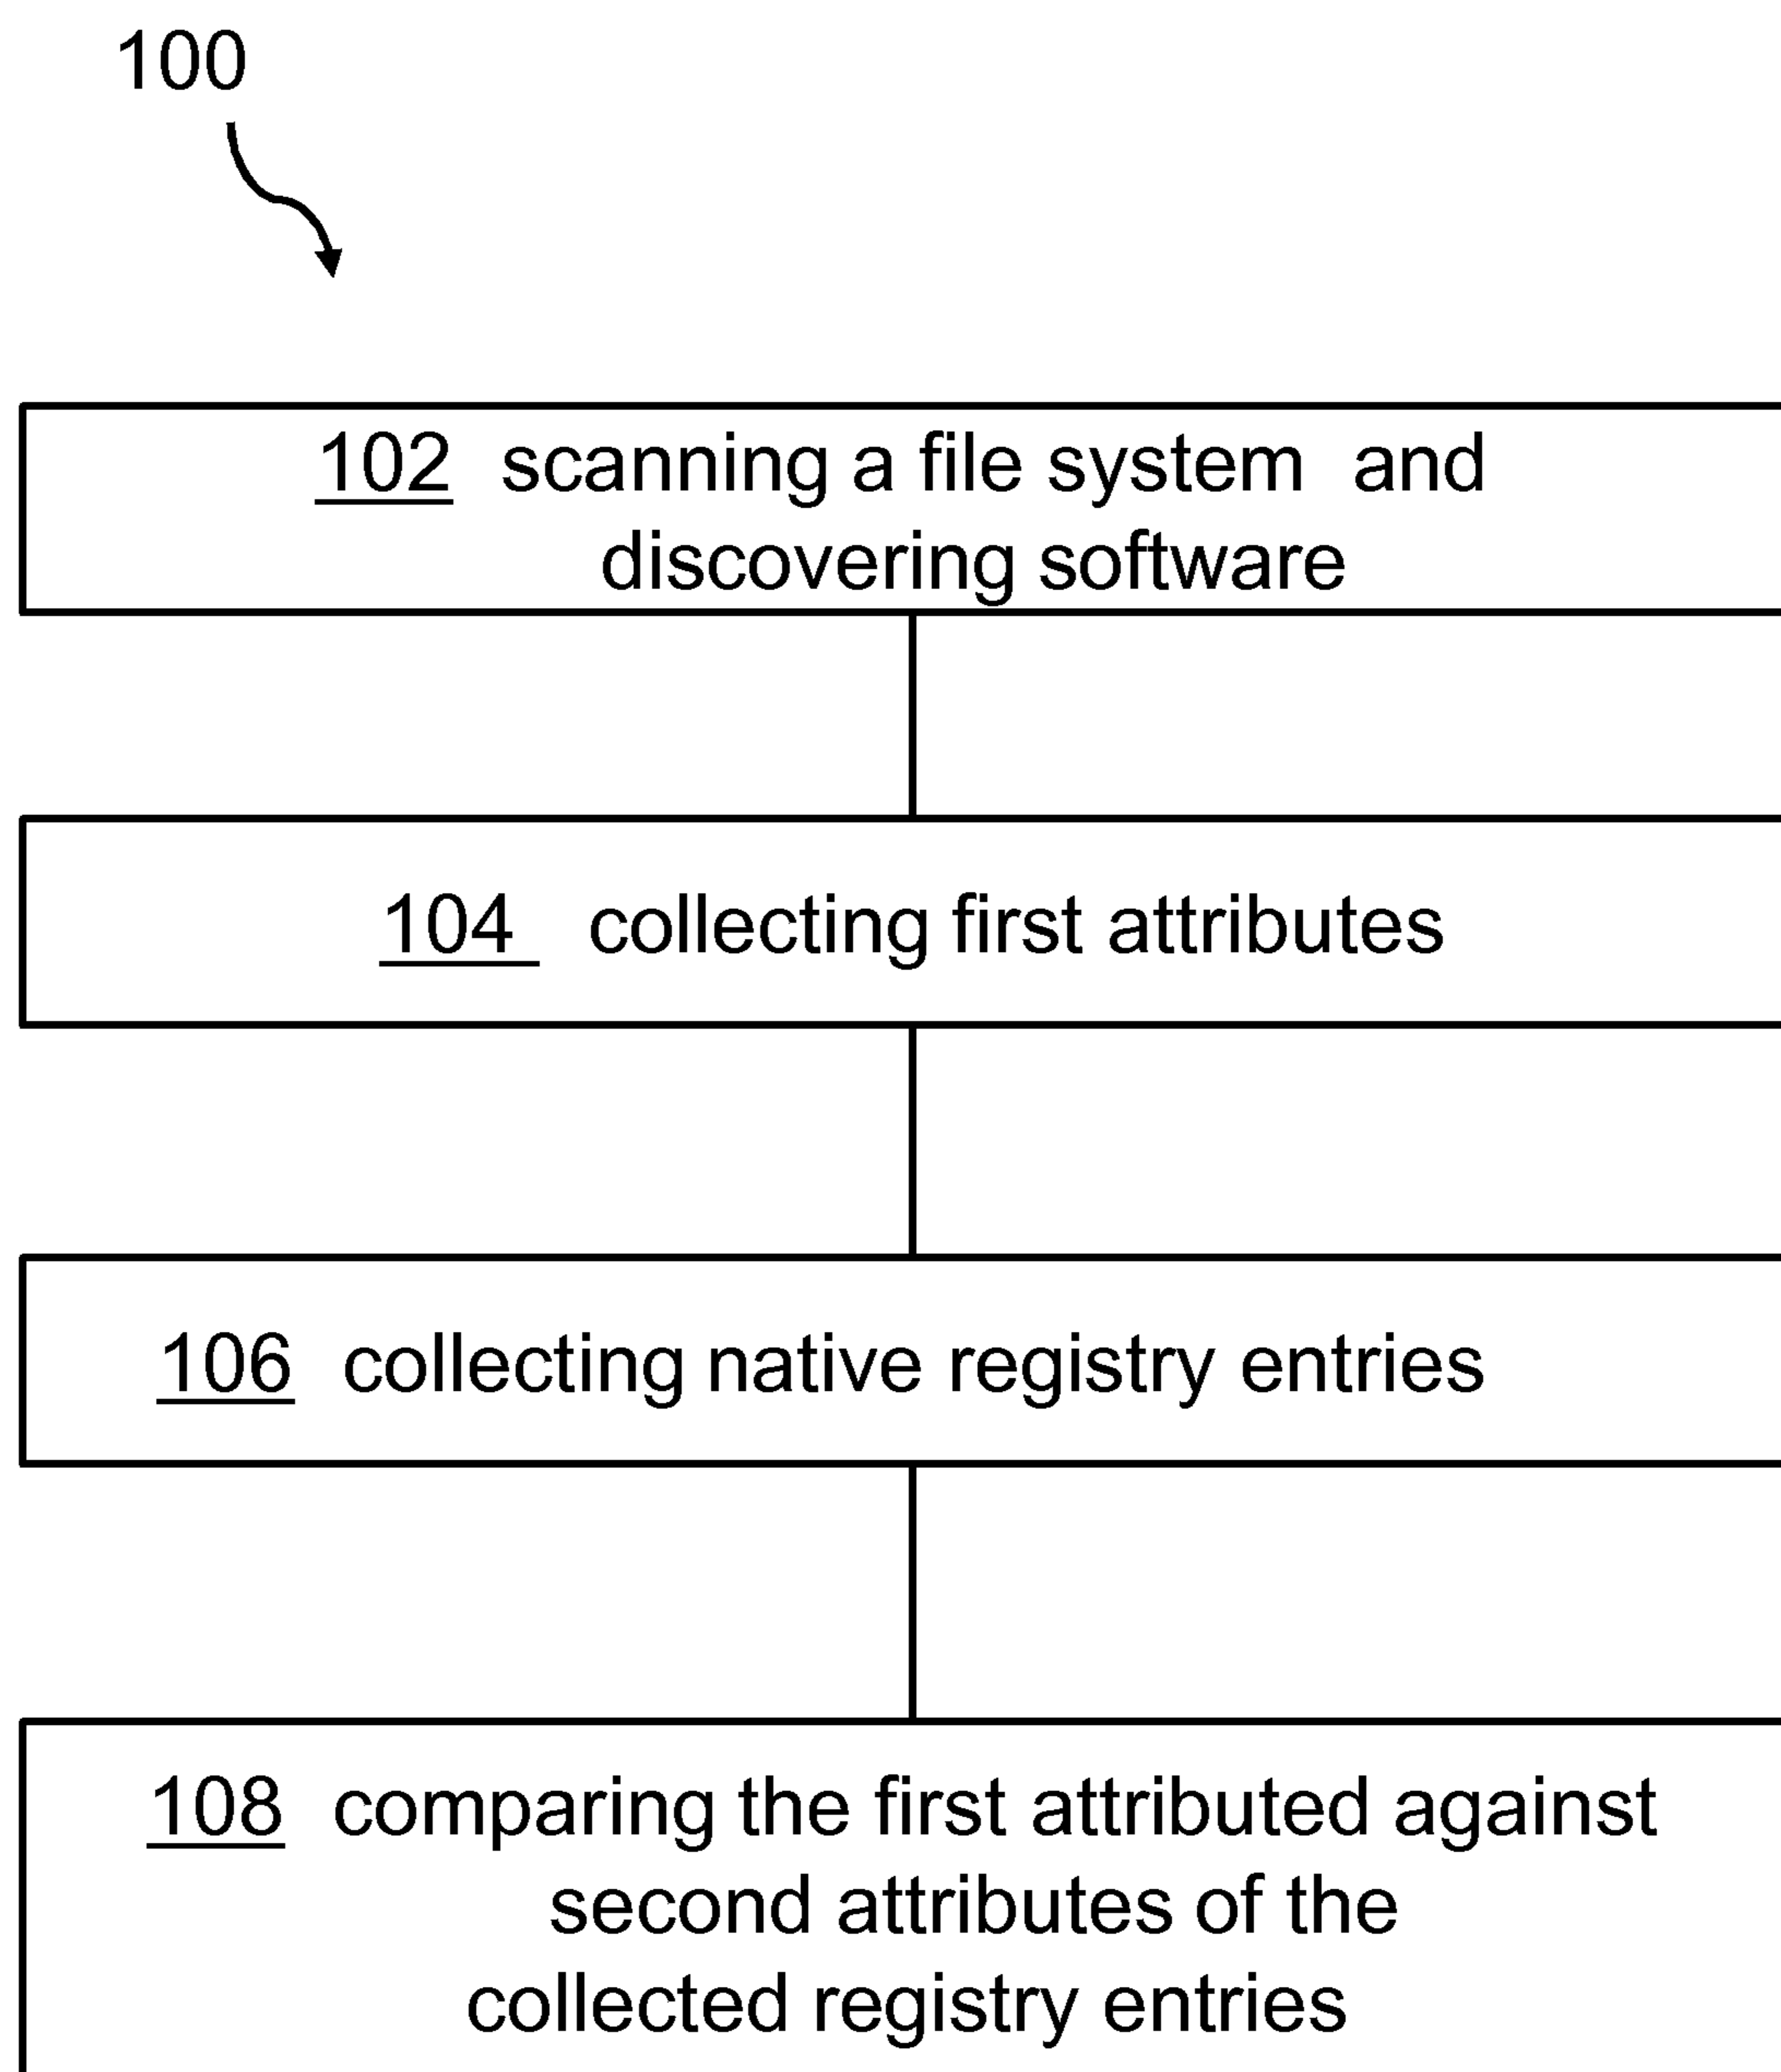 100
102 scanning a file system and
discovering software
104 collecting first attributes
106 collecting native registry entries
108 comparing the first attributed against
second attributes of the
collected registry entries